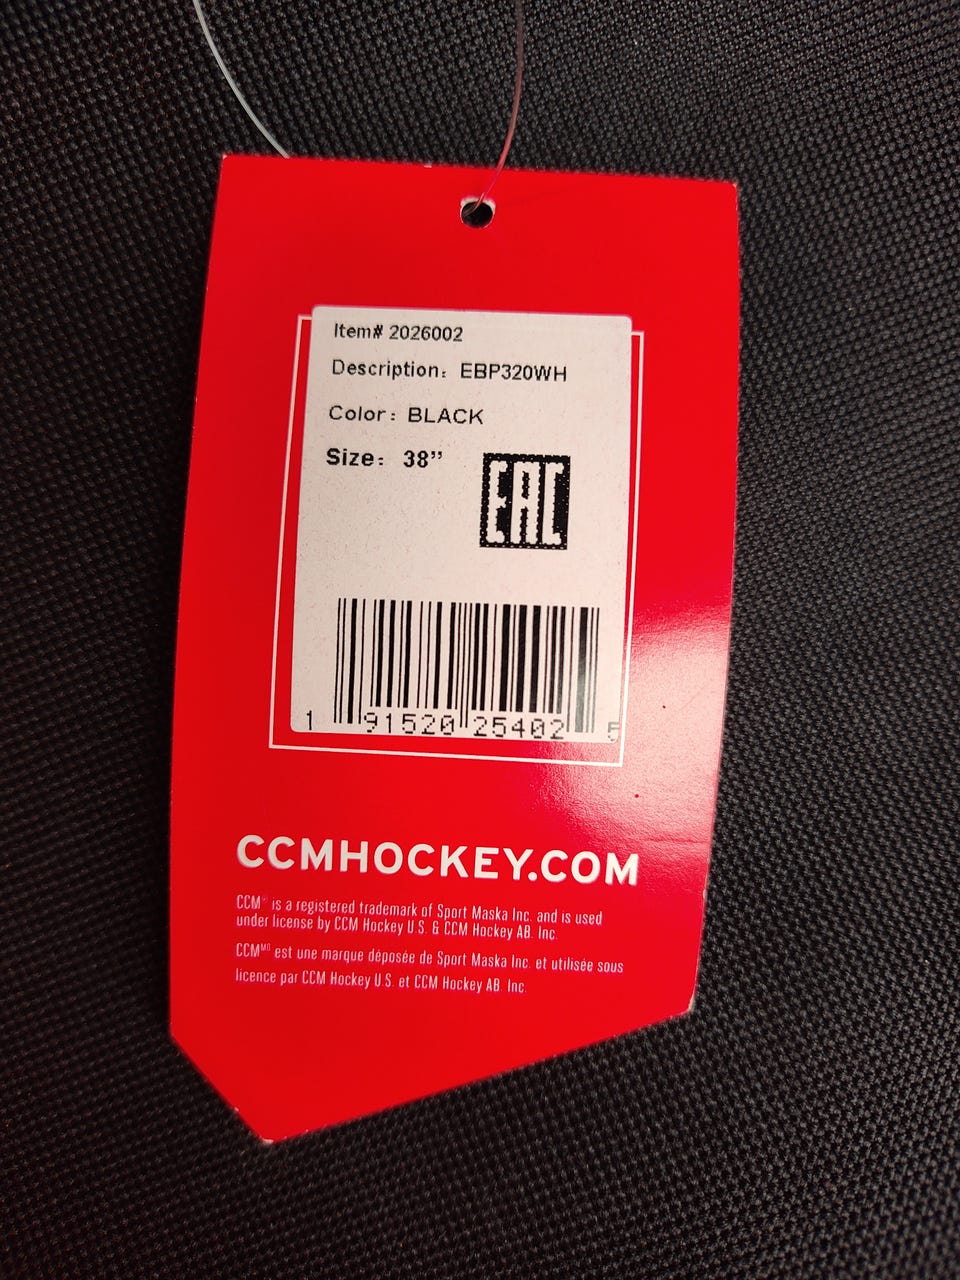 Item# 2026002
Description: EBP320WH
Color: BLACK
Size: 38”
EAC
1 91520 25402 5
CCMHOCKEY.COM
CCM® is a registered trademark of Sport Maska Inc. and is used
under license by CCM Hockey U.S. & CCM Hockey AB. Inc.
CCMᴹᴰ est une marque déposée de Sport Maska Inc. et utilisée sous
licence par CCM Hockey U.S. et CCM Hockey AB. Inc.